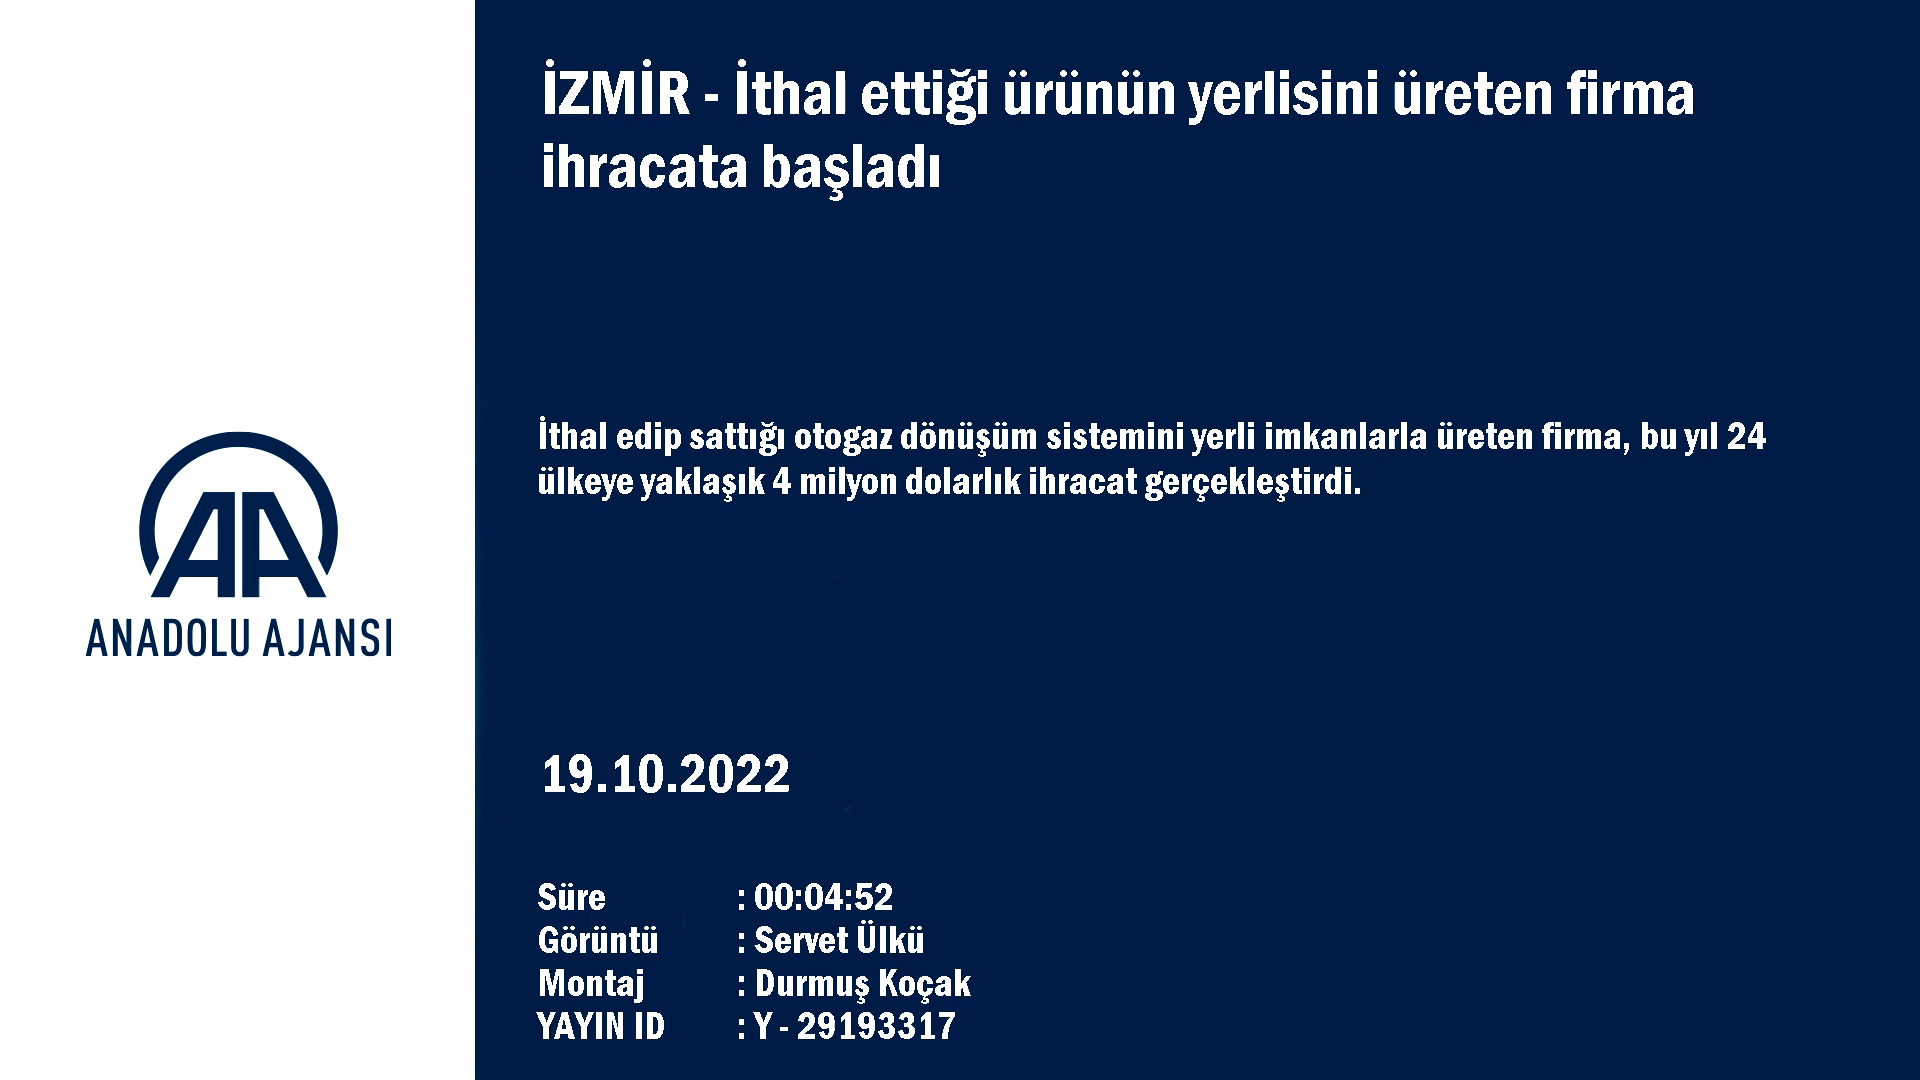 İZMİR - İthal ettiği ürünün yerlisini üreten firma
ihracata başladı
İthal edip sattığı otogaz dönüşüm sistemini yerli imkanlarla üreten firma, bu yıl 24
ülkeye yaklaşık 4 milyon dolarlık ihracat gerçekleştirdi.
AA
ANADOLU AJANSI
19.10.2022
Süre : 00:04:52
Görüntü : Servet Ülkü
Montaj : Durmuş Koçak
YAYIN ID : Y - 29193317